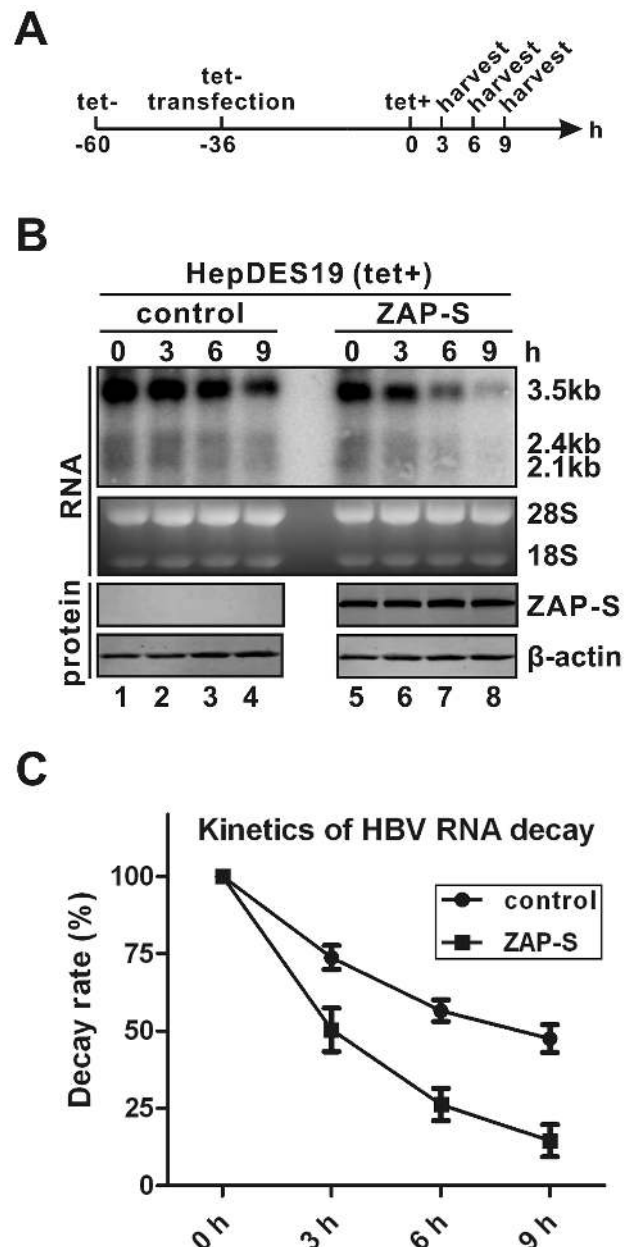 A
tet-
-60
tet-
transfection
-36
tet+
0
harvest
3
harvest
6
harvest
9
h
B
HepDES19 (tet+)
control
ZAP-S
0 3 6 9
0 3 6 9 h
RNA
3.5kb
2.4kb
2.1kb
28S
18S
protein
ZAP-S
β-actin
1 2 3 4
5 6 7 8
C
Kinetics of HBV RNA decay
control
ZAP-S
Decay rate (%)
100
75
50
25
0
0 h
3 h
6 h
9 h